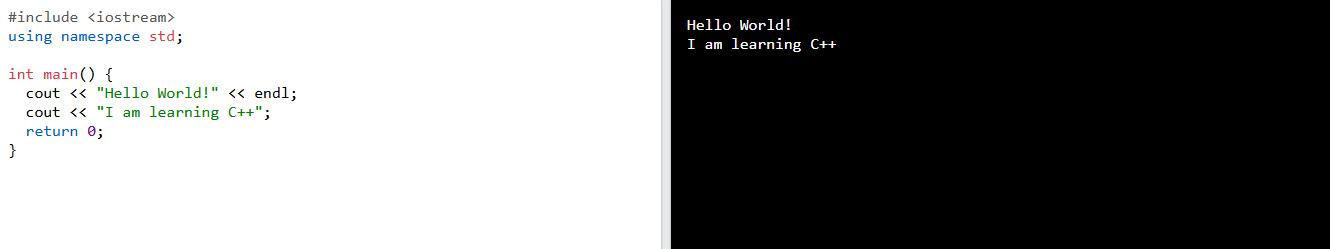 #include <iostream>
using namespace std;
int main() {
  cout << "Hello World!" << endl;
  cout << "I am learning C++";
  return 0;
}
Hello World!
I am learning C++